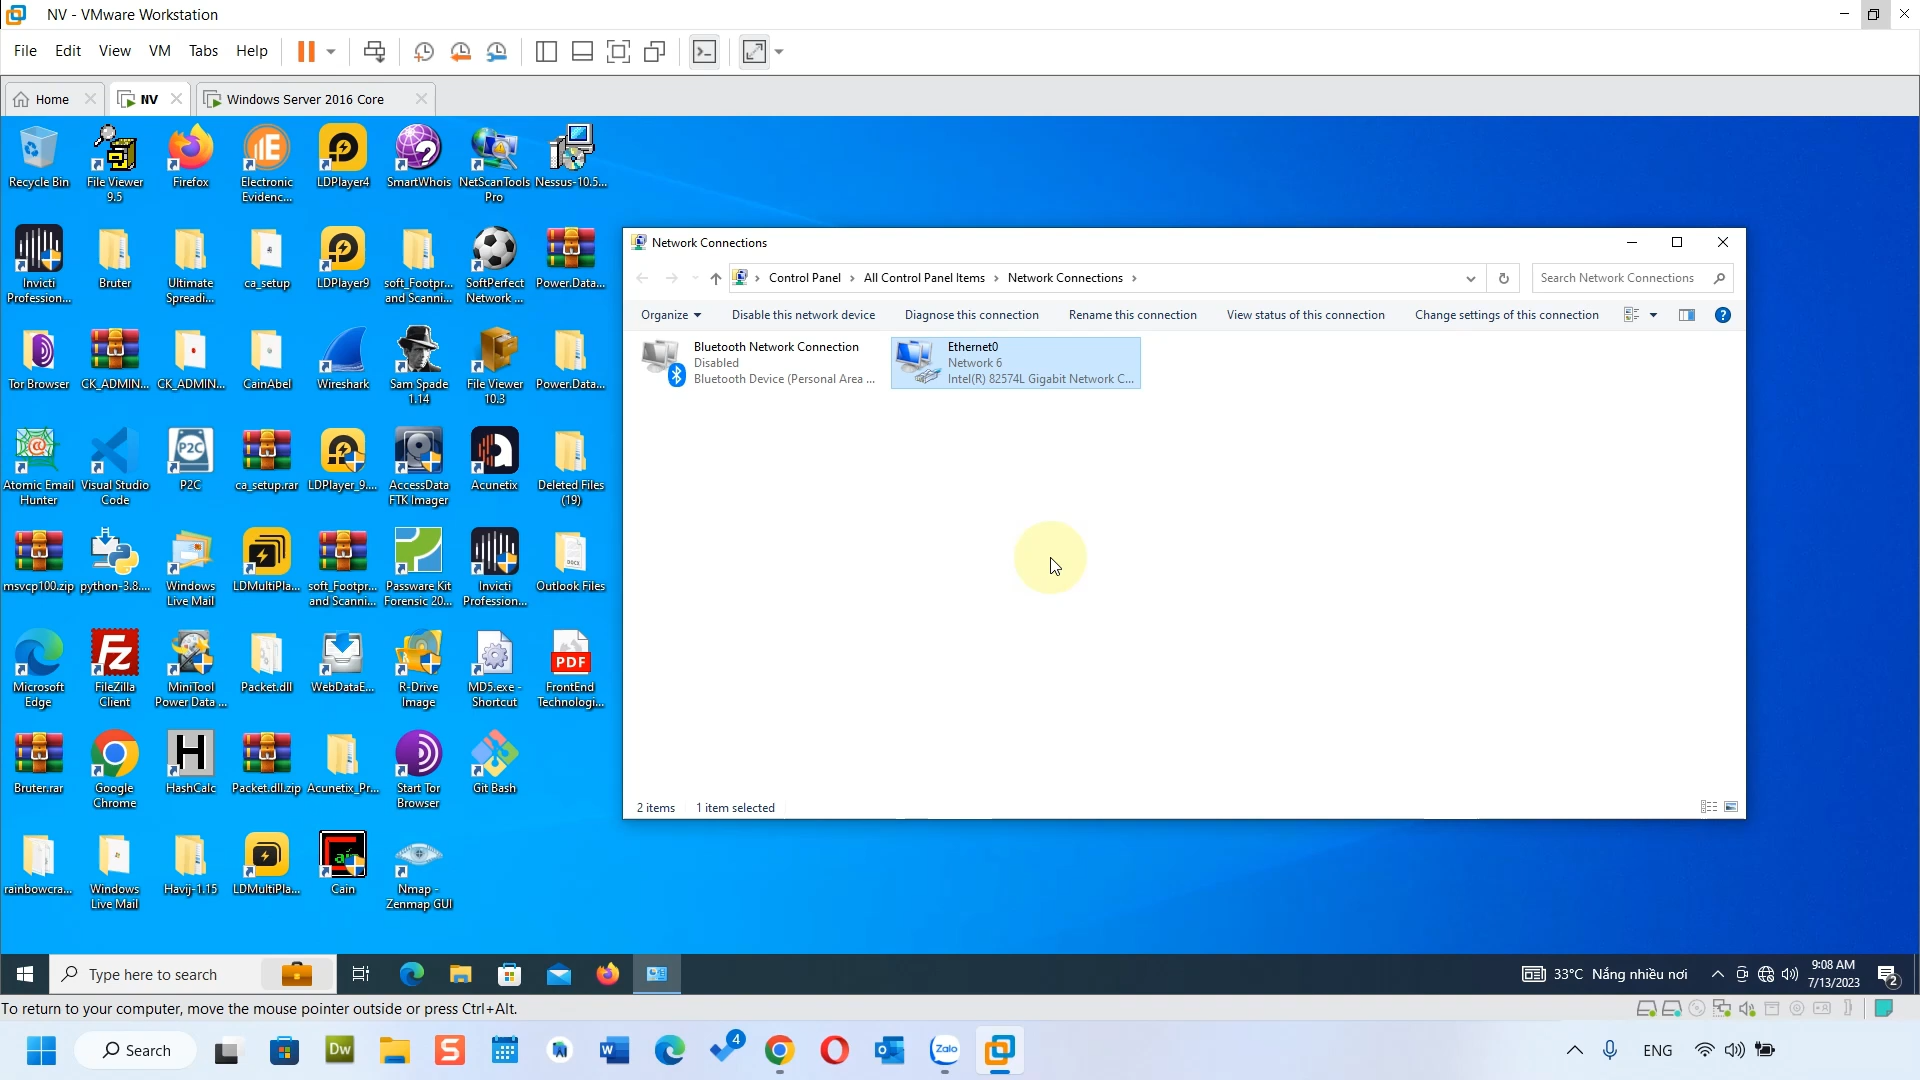 NV - VMware Workstation
File Edit View VM Tabs Help
Home NV Windows Server 2016 Core
Recycle Bin
File Viewer
9.5
Firefox
Electronic
Evidenc...
LDPlayer4
SmartWhois
NetScanTools
Pro
Nessus-10.5...
Invicti
Profession...
Bruter
Ultimate
Spreadi...
ca_setup
LDPlayer9
soft_Footpr...
and Scanni...
SoftPerfect
Network ...
Power.Data...
Tor Browser
CK_ADMIN...
CK_ADMIN...
CainAbel
Wireshark
Sam Spade
1.14
File Viewer
10.3
Power.Data...
Atomic Email
Hunter
Visual Studio
Code
P2C
P2C
ca_setup.rar
LDPlayer_9....
AccessData
FTK Imager
Acunetix
Deleted Files
(19)
msvcp100.zip
python-3.8....
Windows
Live Mail
LDMultiPla...
soft_Footpr...
and Scanni...
Passware Kit
Forensic 20...
Invicti
Profession...
DOCX
Outlook Files
Microsoft
Edge
FileZilla
Client
MiniTool
Power Data ...
Packet.dll
WebDataE...
R-Drive
Image
MD5.exe -
Shortcut
PDF
FrontEnd
Technologi...
Bruter.rar
Google
Chrome
H
HashCalc
Packet.dll.zip
Acunetix_Pr...
Start Tor
Browser
Git Bash
rainbowcra...
Windows
Live Mail
Havij-1.15
LDMultiPla...
Cain
Nmap -
Zenmap GUI
Network Connections
Control Panel All Control Panel Items Network Connections
Search Network Connections
Organize Disable this network device Diagnose this connection Rename this connection View status of this connection Change settings of this connection
Bluetooth Network Connection
Disabled
Bluetooth Device (Personal Area ...
Ethernet0
Network 6
Intel(R) 82574L Gigabit Network C...
2 items 1 item selected
Type here to search
33°C Nắng nhiều nơi
9:08 AM
7/13/2023
2
To return to your computer, move the mouse pointer outside or press Ctrl+Alt.
Search
Dw
S
W
4
Zalo
ENG